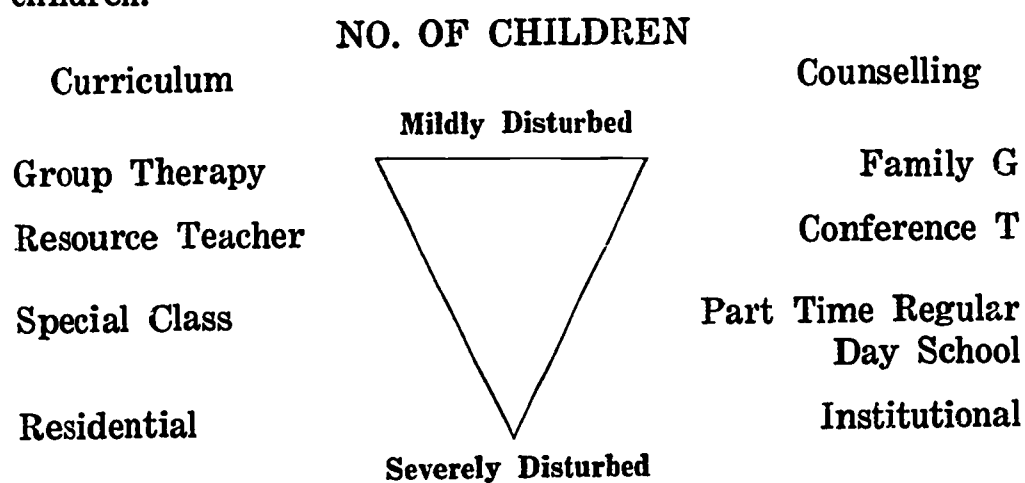 NO. OF CHILDREN
Curriculum
Counselling
Mildly Disturbed
Group Therapy
Family G
Resource Teacher
Conference T
Special Class
Part Time Regular
Day School
Residential
Institutional
Severely Disturbed